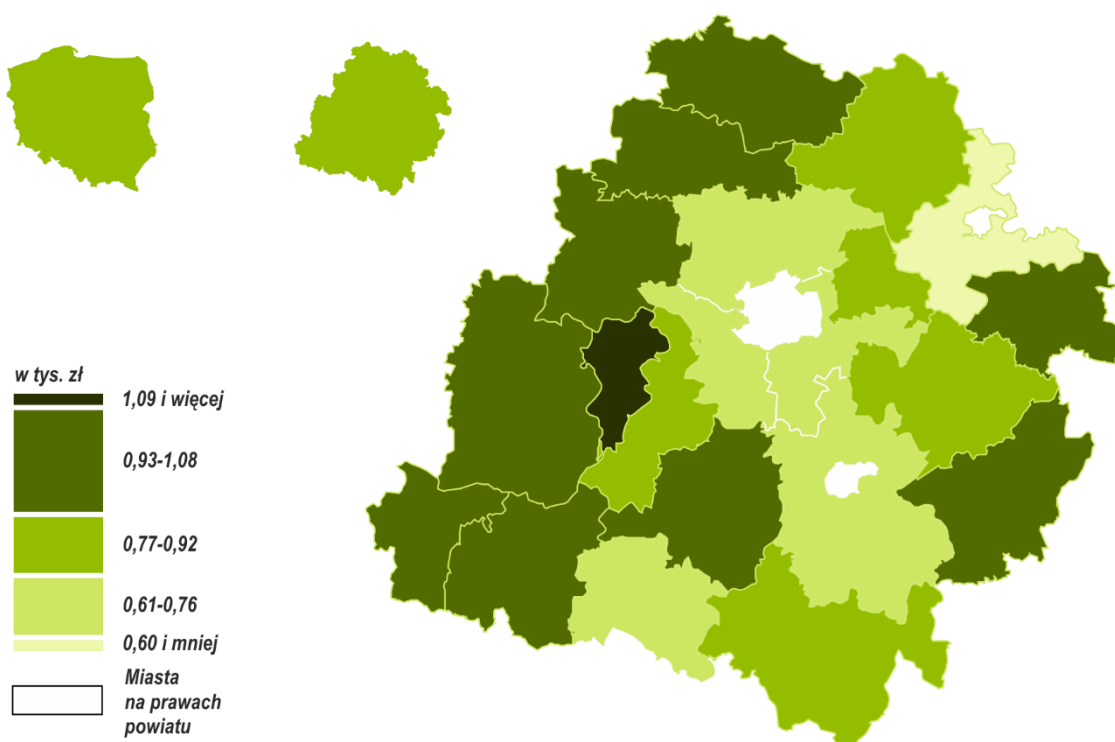 w tys. zł
1,09 i więcej
0,93-1,08
0,77-0,92
0,61-0,76
0,60 i mniej
Miasta
na prawach
powiatu